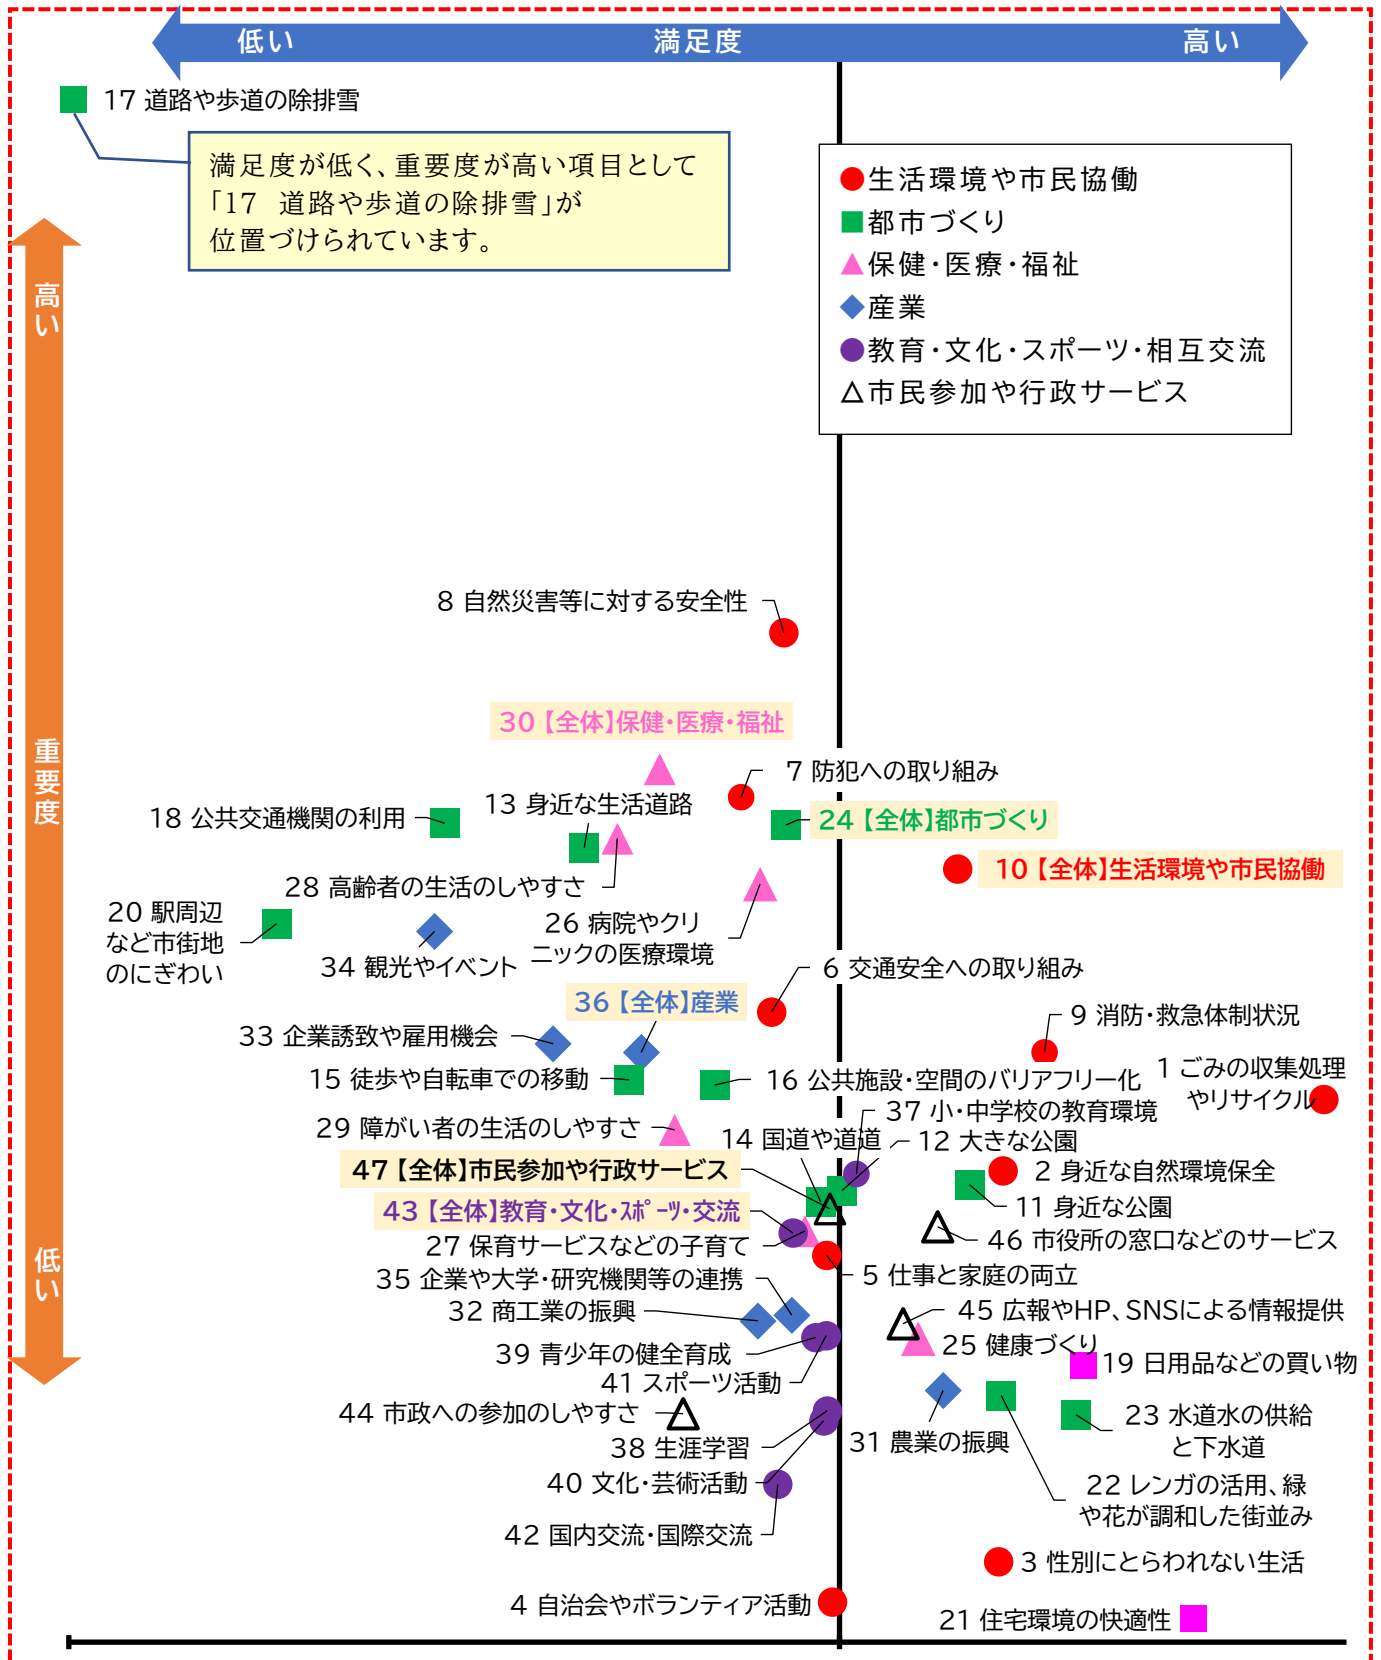 低い 満足度 高い
17 道路や歩道の除排雪
満足度が低く、重要度が高い項目として
「17 道路や歩道の除排雪」が
位置づけられています。
生活環境や市民協働
都市づくり
保健・医療・福祉
産業
教育・文化・スポーツ・相互交流
市民参加や行政サービス
高い
重要度
低い
8 自然災害等に対する安全性
30【全体】保健・医療・福祉
7 防犯への取り組み
13 身近な生活道路
18 公共交通機関の利用
24【全体】都市づくり
10【全体】生活環境や市民協働
28 高齢者の生活のしやすさ
20 駅周辺
など市街地
のにぎわい
26 病院やクリ
ニックの医療環境
34 観光やイベント
6 交通安全への取り組み
36【全体】産業
33 企業誘致や雇用機会
9 消防・救急体制状況
15 徒歩や自転車での移動
16 公共施設・空間のバリアフリー化
1 ごみの収集処理
やリサイクル
37 小・中学校の教育環境
29 障がい者の生活のしやすさ
14 国道や道道
12 大きな公園
47【全体】市民参加や行政サービス
2 身近な自然環境保全
43【全体】教育・文化・ｽﾎﾟｰﾂ・交流
11 身近な公園
27 保育サービスなどの子育て
46 市役所の窓口などのサービス
35 企業や大学・研究機関等の連携
5 仕事と家庭の両立
32 商工業の振興
45 広報やHP、SNSによる情報提供
39 青少年の健全育成
25 健康づくり
19 日用品などの買い物
41 スポーツ活動
44 市政への参加のしやすさ
23 水道水の供給
と下水道
38 生涯学習
31 農業の振興
40 文化・芸術活動
22 レンガの活用、緑
や花が調和した街並み
42 国内交流・国際交流
3 性別にとらわれない生活
4 自治会やボランティア活動
21 住宅環境の快適性